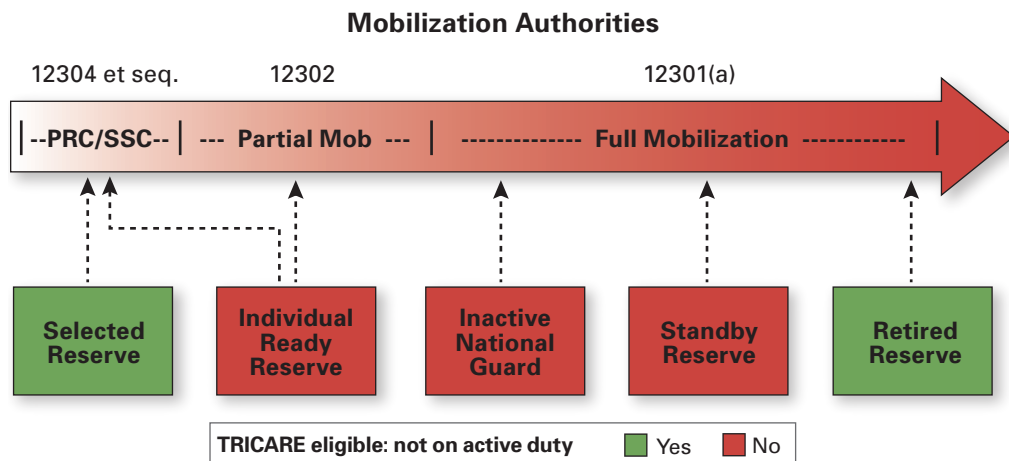 Mobilization Authorities
12304 et seq. 12302 12301(a)
|--PRC/SSC--| --- Partial Mob --- | ------------- Full Mobilization ----------- |
Selected
Reserve
Individual
Ready
Reserve
Inactive
National
Guard
Standby
Reserve
Retired
Reserve
TRICARE eligible: not on active duty Yes No